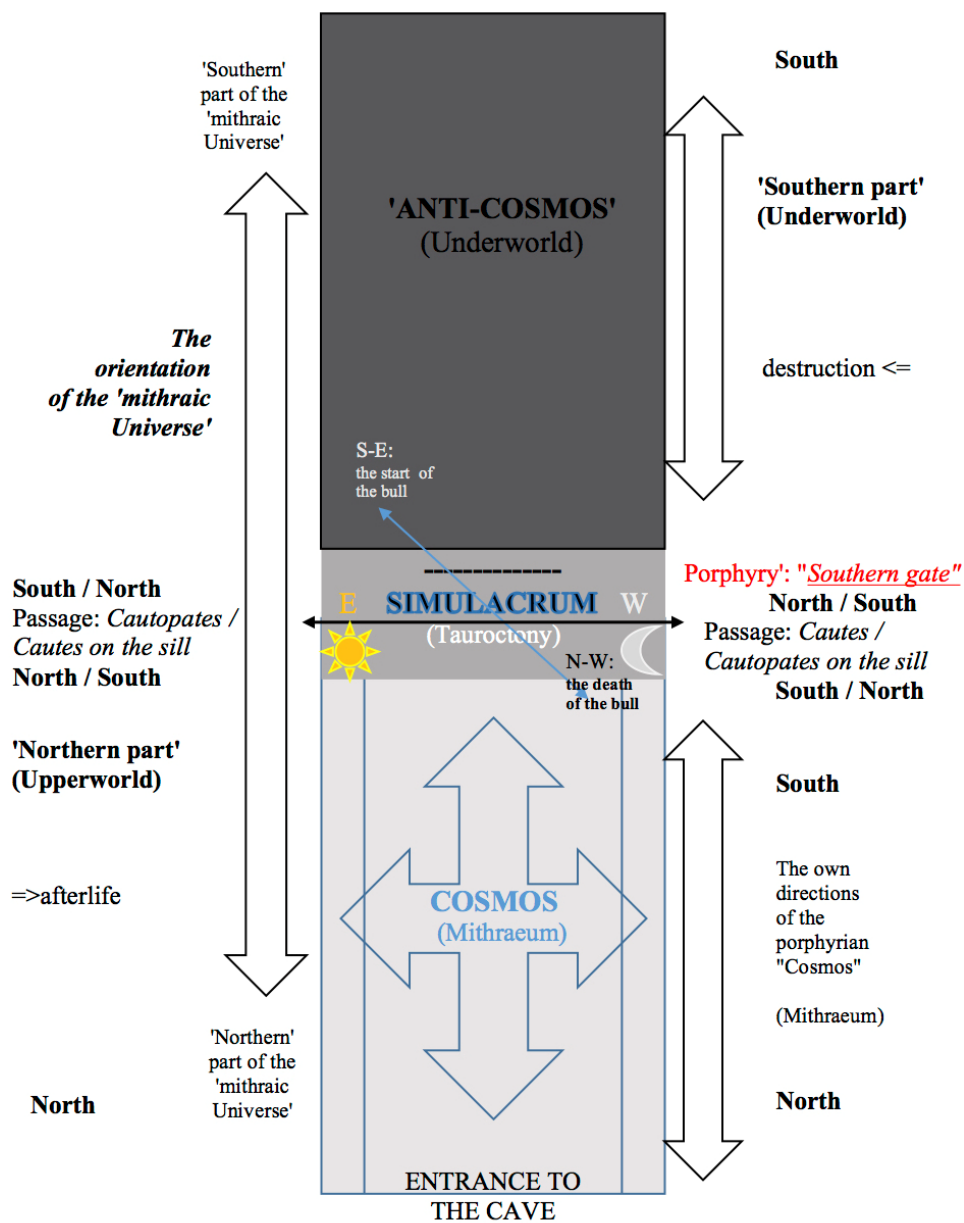 South
'Southern'
part of the
'mithraic
Universe'
'Southern part'
(Underworld)
'ANTI-COSMOS'
(Underworld)
The
orientation
of the 'mithraic
Universe'
destruction <=
S-E:
the start of
the bull
-------------
Porphyry': "Southern gate"
South / North
Passage: Cautopates /
Cautes on the sill
North / South
E
SIMULACRUM
W
(Tauroctony)
North / South
Passage: Cautes /
Cautopates on the sill
South / North
N-W:
the death
of the bull
'Northern part'
(Upperworld)
South
=>afterlife
COSMOS
(Mithraeum)
The own
directions
of the
porphyrian
"Cosmos"
(Mithraeum)
'Northern'
part of the
'mithraic
Universe'
North
North
ENTRANCE TO
THE CAVE